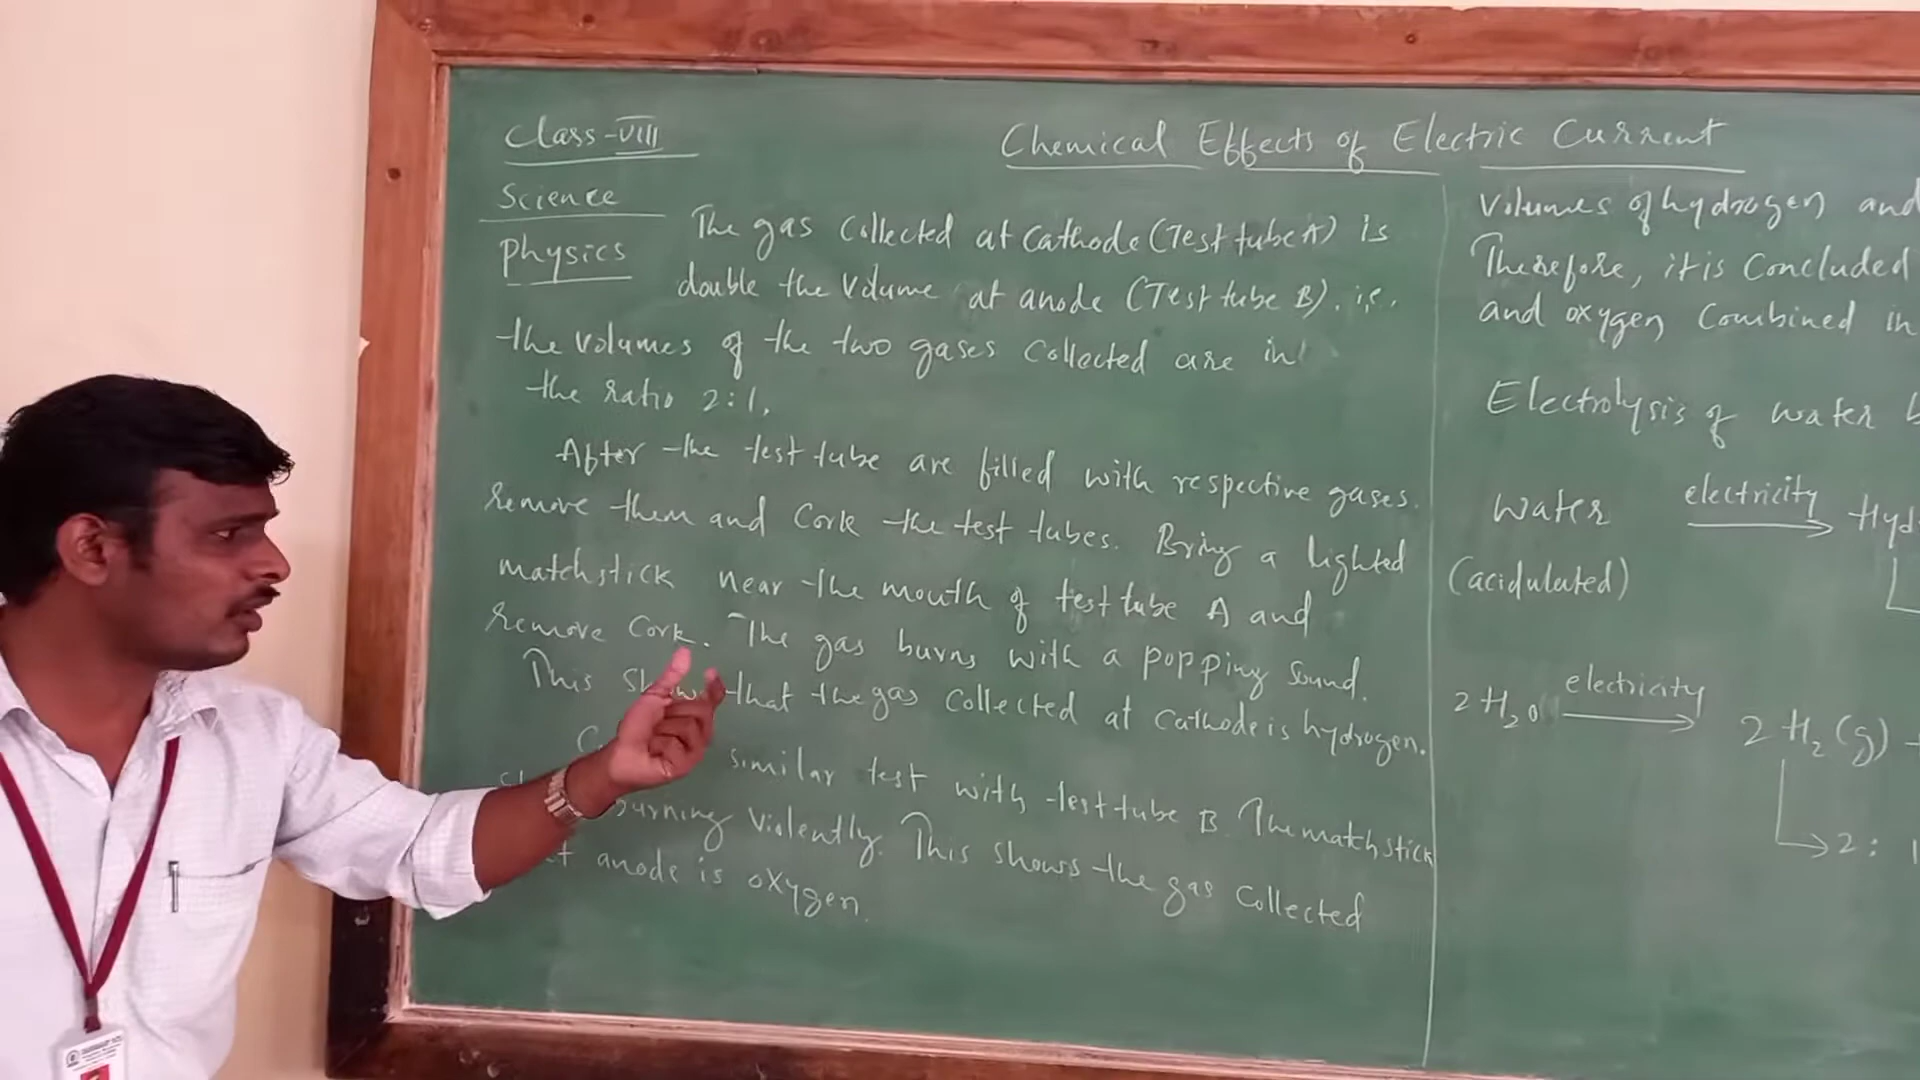 Class-VIII
Chemical Effects of Electric Current
Science
Physics
The gas Collected at Cathode (Test tube A) is
double the Volume at anode (Test tube B). i.e.
the volumes of the two gases Collected are in
the ratio 2:1.
After the test tube are filled with respective gases.
remove them and Cork the test tubes. Bring a lighted
matchstick near the mouth of test tube A and
remove Cork. The gas burns with a popping Sound.
This that the gas Collected at Cathode is hydrogen.
similar test with test tube B. The matchstick
burning Violently. This shows the gas Collected
at anode is oxygen.
Volumes of hydrogen and
Therefore, it is Concluded
and oxygen Combined in
Electrolysis of water
water electricity Hyd
(acidulated)
2H₂O electricity 2H₂(g) +
2: 1